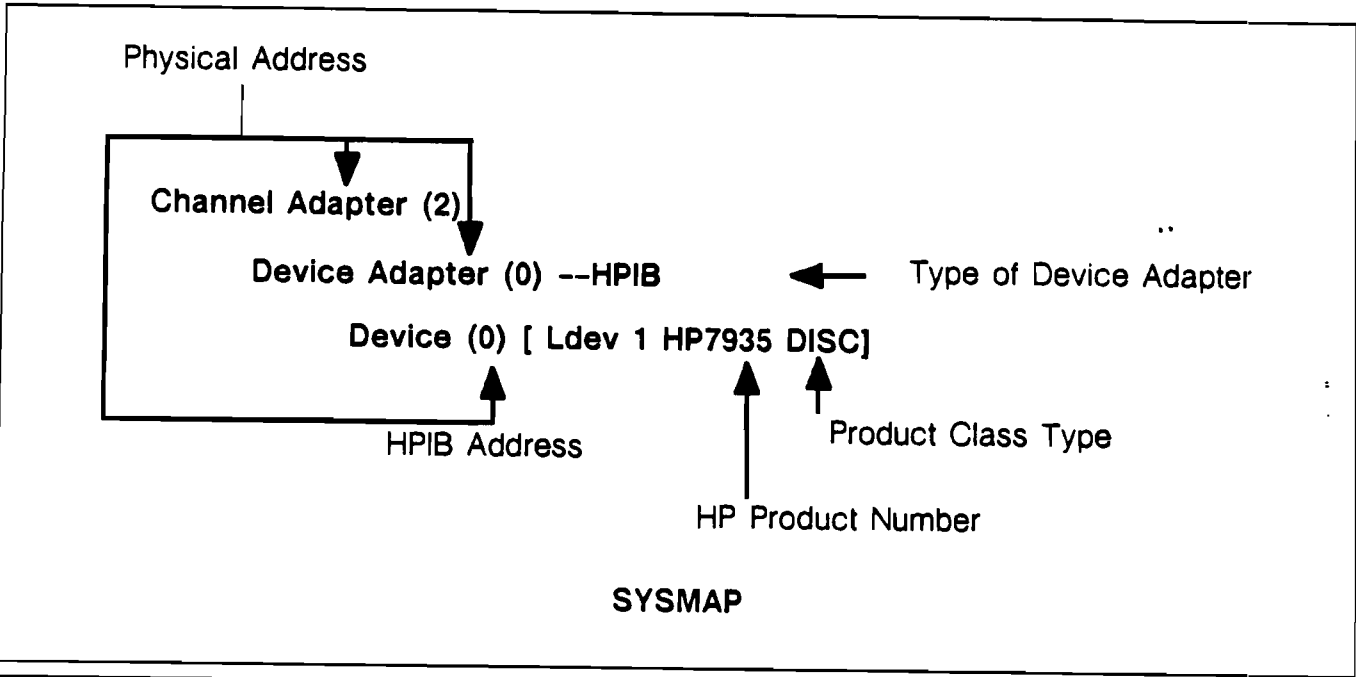 Physical Address
Channel Adapter (2)
Device Adapter (0) --HPIB
Type of Device Adapter
Device (0) [ Ldev 1 HP7935 DISC]
HPIB Address
Product Class Type
HP Product Number
SYSMAP